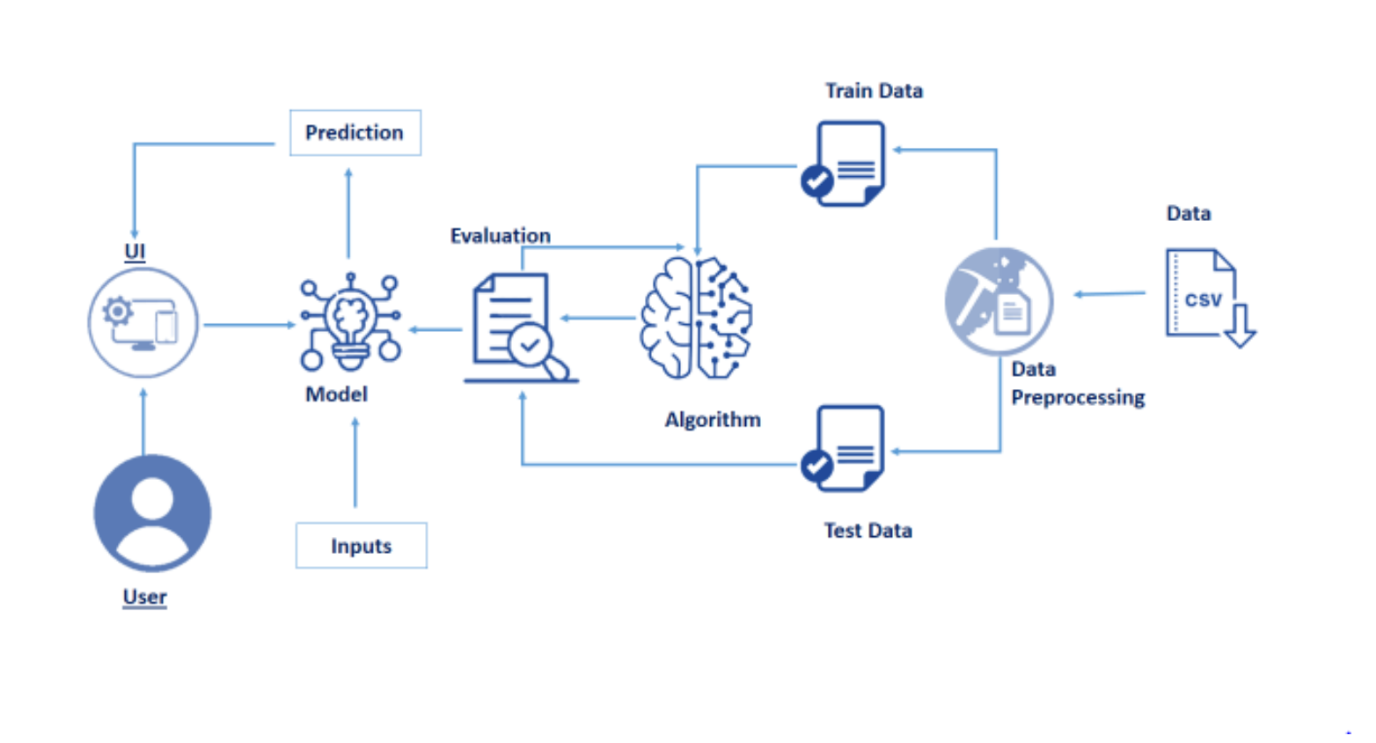 Train Data
Prediction
Data
Evaluation
UI
CSV
Data
Preprocessing
Model
Algorithm
Test Data
Inputs
User